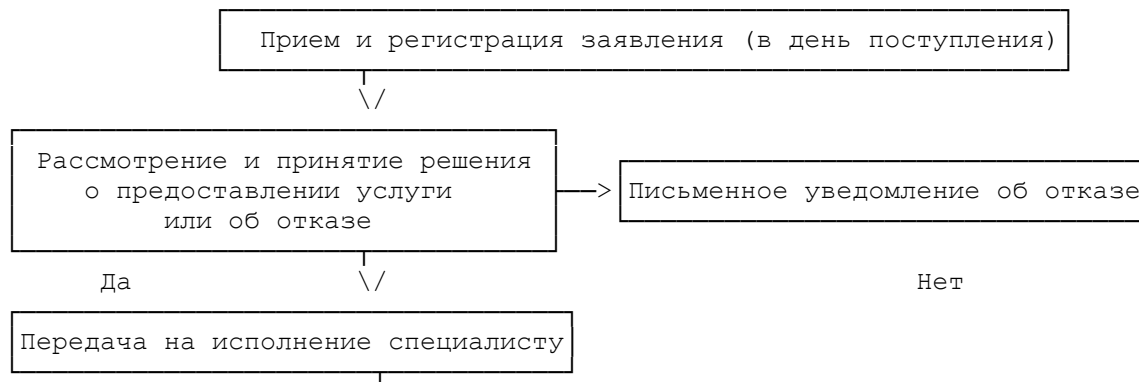 Прием и регистрация заявления (в день поступления)
\/
Рассмотрение и принятие решения
о предоставлении услуги
или об отказе
> Письменное уведомление об отказе
Да \/ Нет
Передача на исполнение специалисту